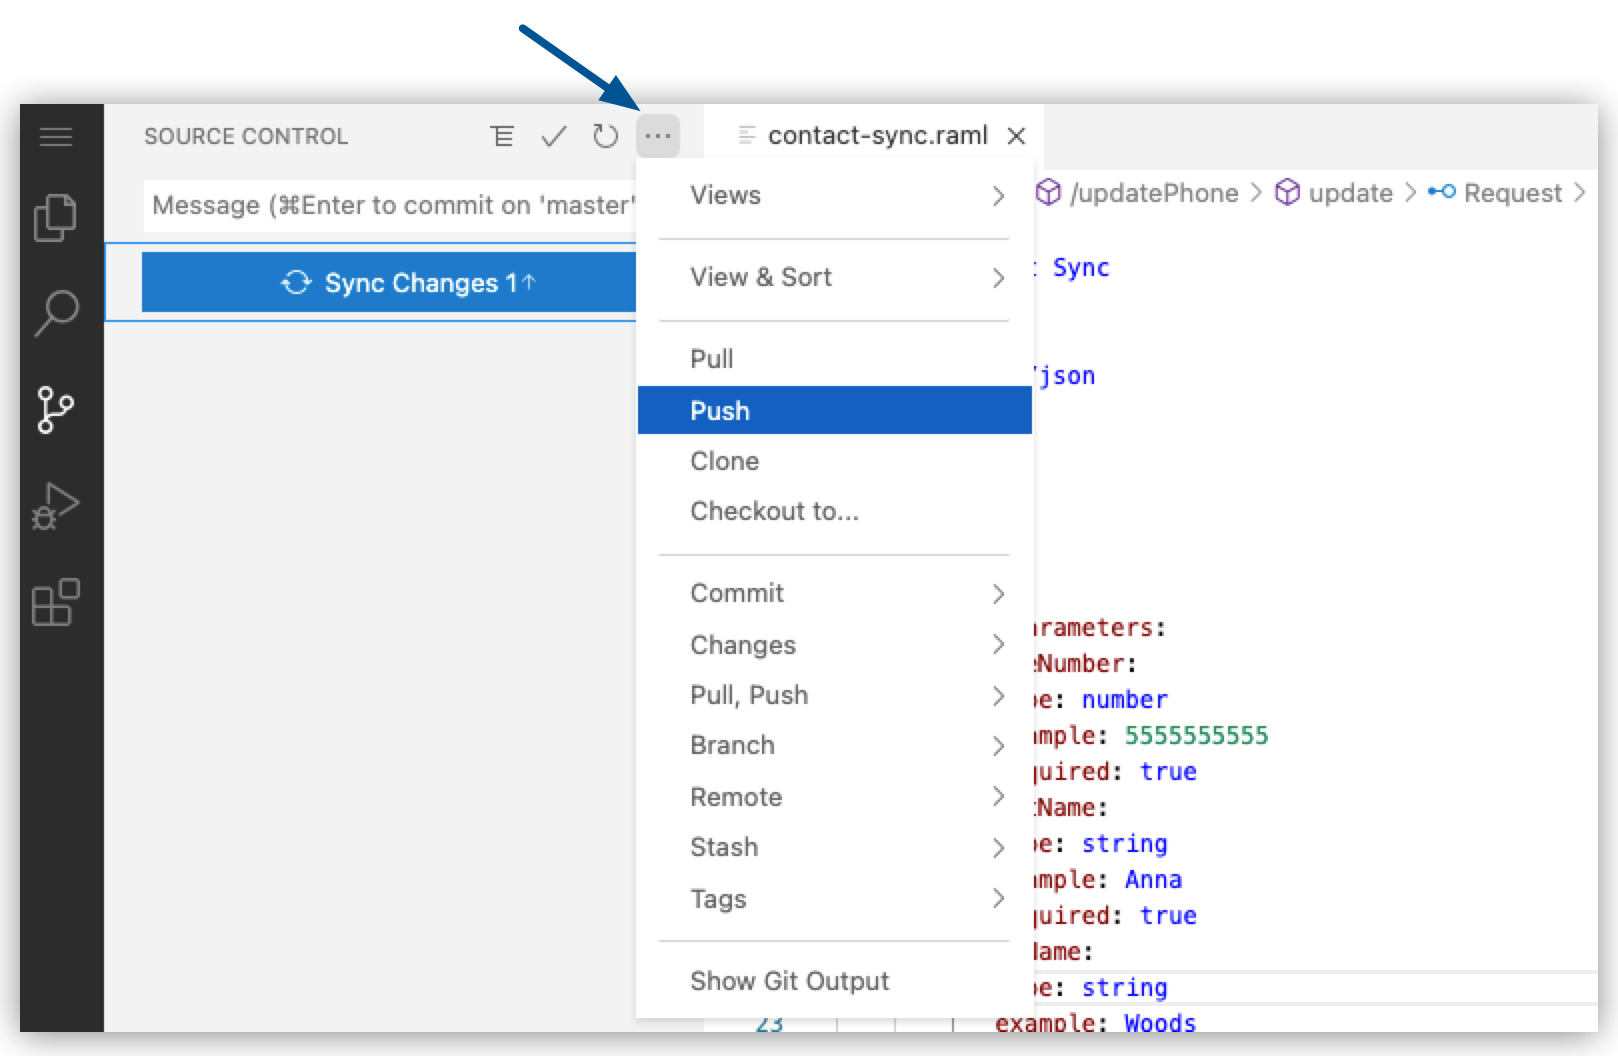 SOURCE CONTROL
contact-sync.raml
Message (⌘Enter to commit on 'master'
Sync Changes 1↑
Views
View & Sort
Pull
Push
Clone
Checkout to...
Commit
Changes
Pull, Push
Branch
Remote
Stash
Tags
Show Git Output
/updatePhone > update > Request >
Sync
/json
rameters:
Number:
e: number
mple: 5555555555
uired: true
Name:
e: string
mple: Anna
uired: true
ame:
e: string
23 example: Woods